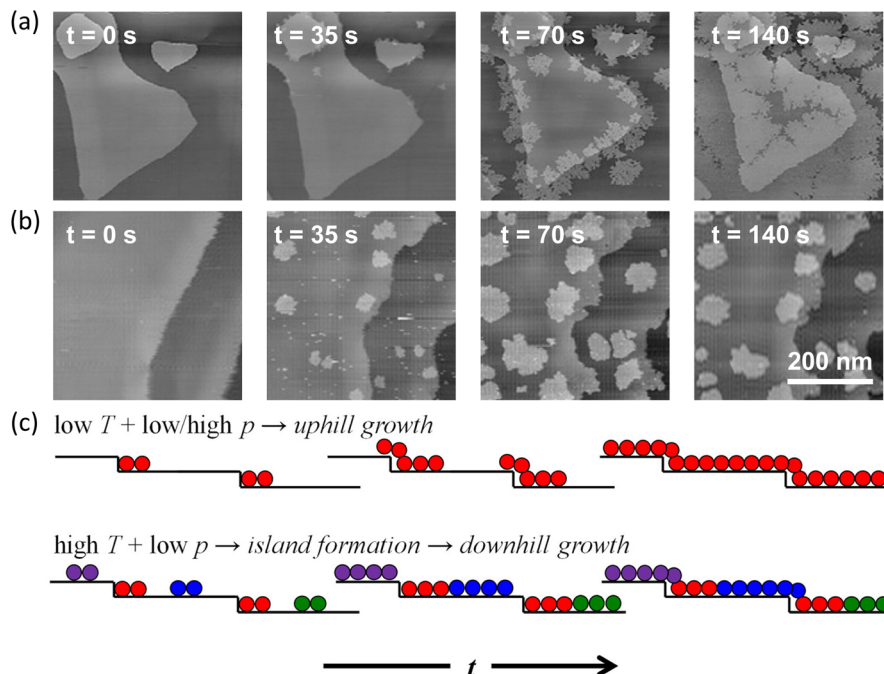 (a)
t = 0 s
t = 35 s
t = 70 s
t = 140 s
(b)
t = 0 s
t = 35 s
t = 70 s
t = 140 s
200 nm
(c)
low T + low/high p → uphill growth
high T + low p → island formation → downhill growth
t